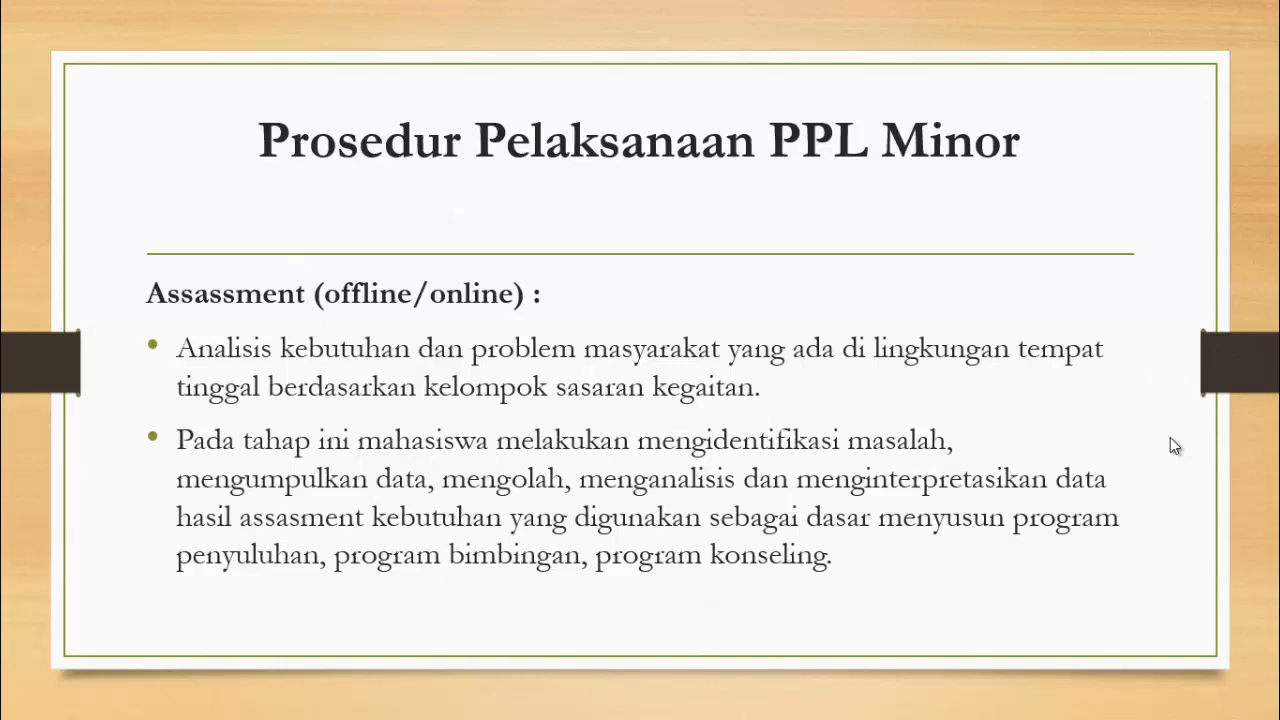 Prosedur Pelaksanaan PPL Minor
Assassment (offline/online) :
• Analisis kebutuhan dan problem masyarakat yang ada di lingkungan tempat
tinggal berdasarkan kelompok sasaran kegaitan.
• Pada tahap ini mahasiswa melakukan mengidentifikasi masalah,
mengumpulkan data, mengolah, menganalisis dan menginterpretasikan data
hasil assasment kebutuhan yang digunakan sebagai dasar menyusun program
penyuluhan, program bimbingan, program konseling.